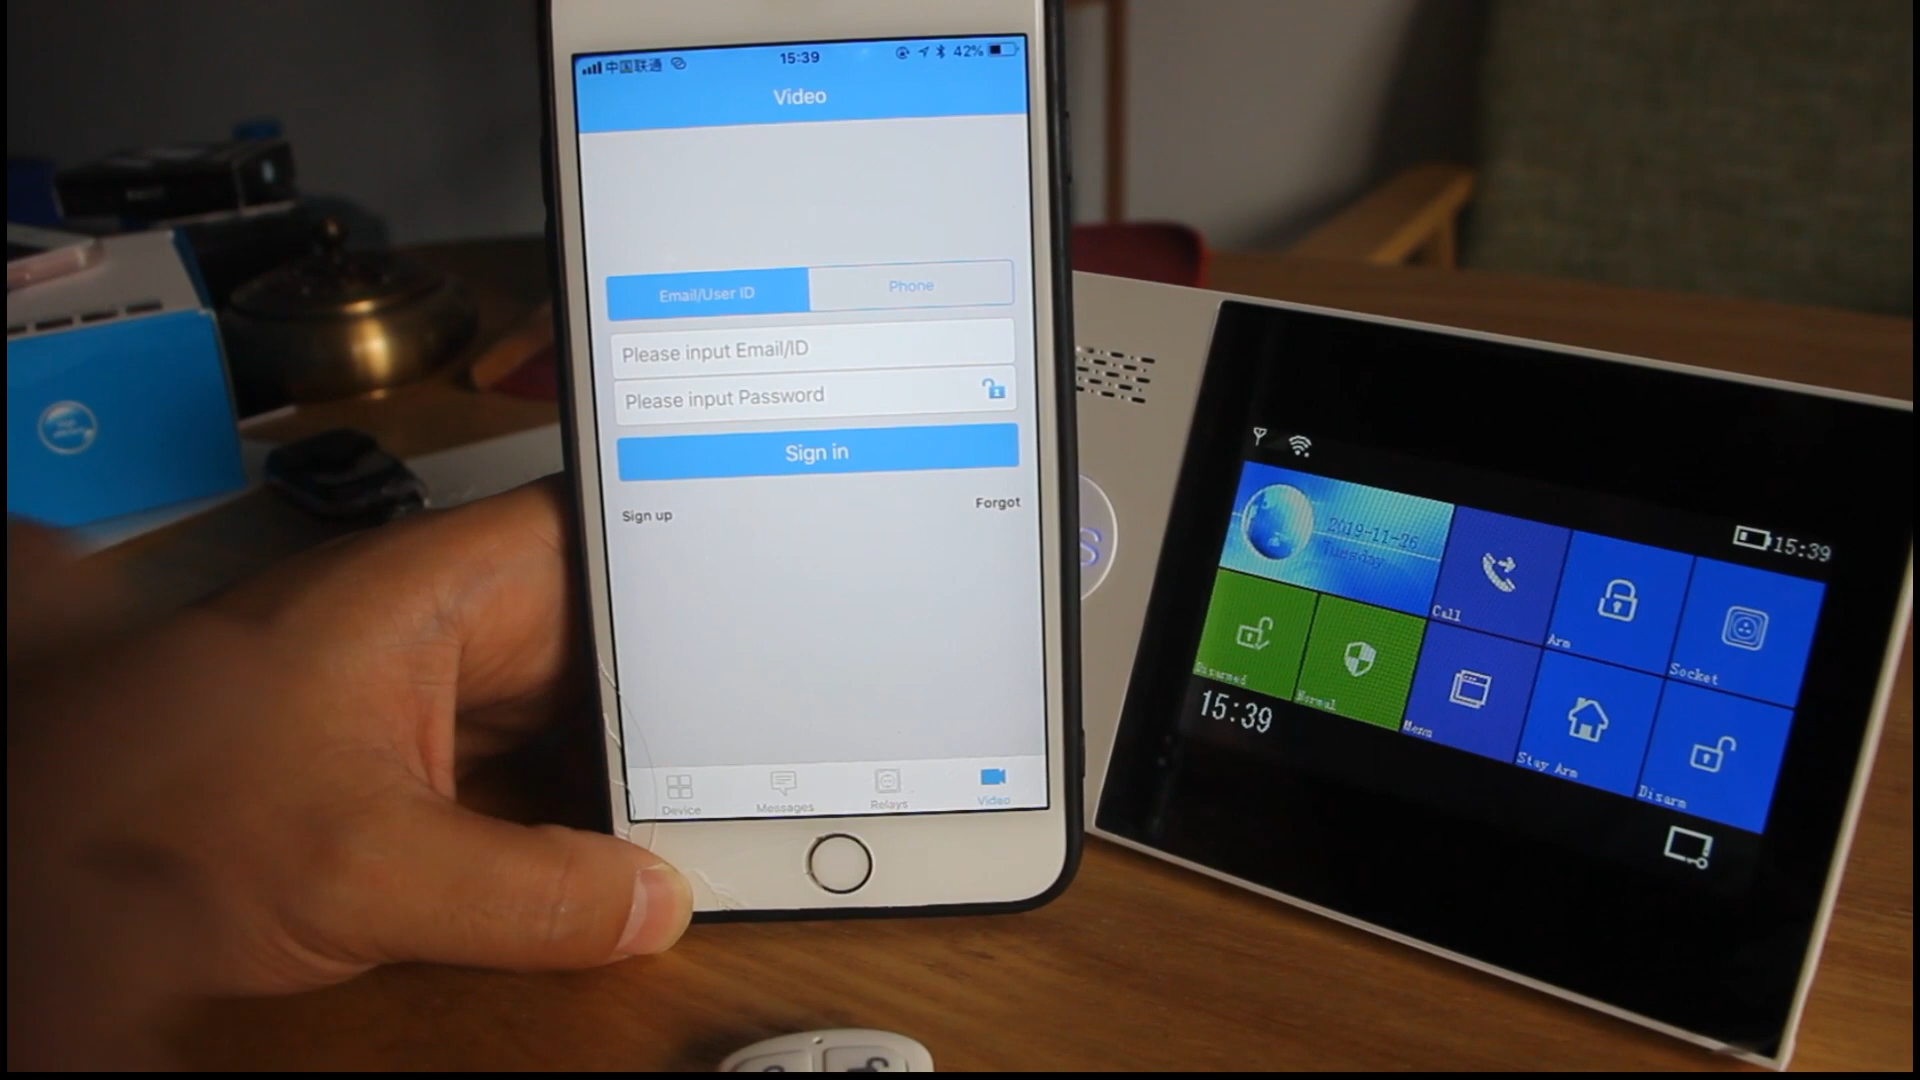 中国联通
15:39
42%
Video
Email/User ID
Phone
Please input Email/ID
Please input Password
Sign in
Sign up
Forgot
Device
Messages
Relays
Video
S
15:39
2019-11-26
Tuesday
Call
Arm
Socket
Disarmed
Normal
Menu
Stay Arm
Disarm
15:39